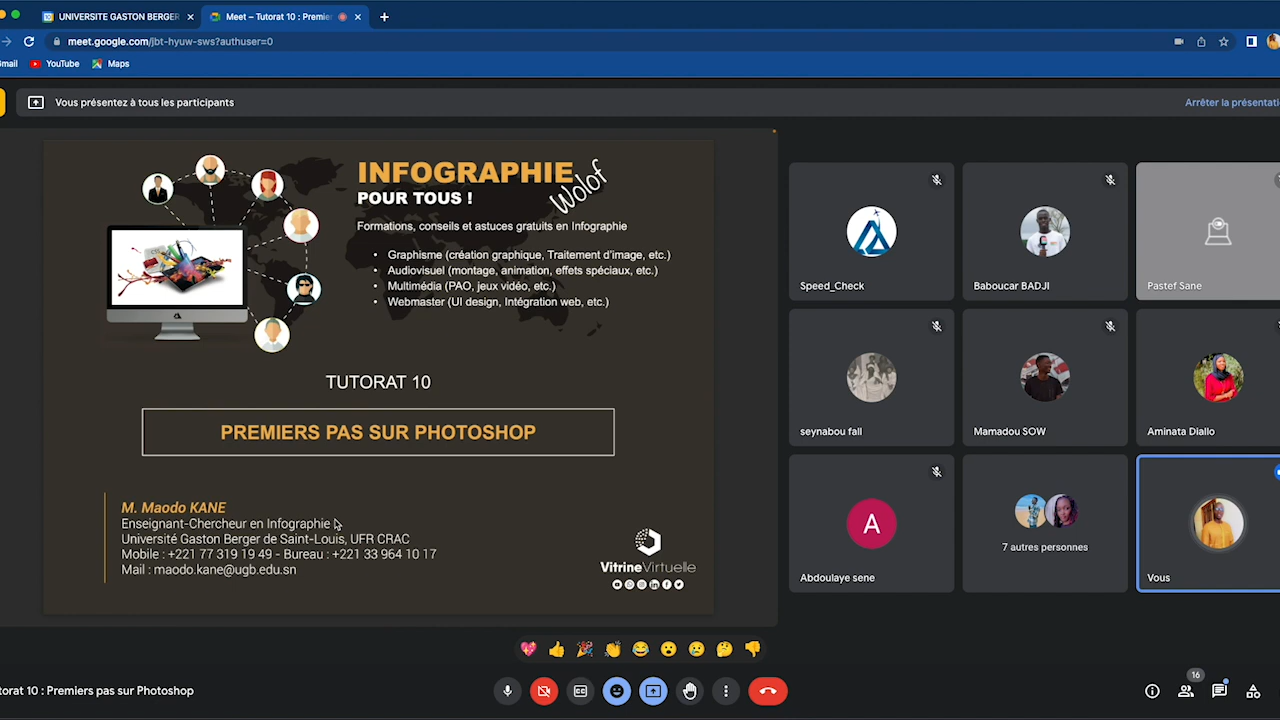 UNIVERSITE GASTON BERGER
Meet – Tutorat 10 : Premie
meet.google.com/jbt-hyuw-sws?authuser=0
mail
YouTube
Maps
Vous présentez à tous les participants
Arrêter la présentati
INFOGRAPHIE
Wolof
POUR TOUS !
Formations, conseils et astuces gratuits en Infographie
• Graphisme (création graphique, Traitement d'image, etc.)
• Audiovisuel (montage, animation, effets spéciaux, etc.)
• Multimédia (PAO, jeux vidéo, etc.)
• Webmaster (UI design, Intégration web, etc.)
TUTORAT 10
PREMIERS PAS SUR PHOTOSHOP
M. Maodo KANE
Enseignant-Chercheur en Infographie
Université Gaston Berger de Saint-Louis, UFR CRAC
Mobile : +221 77 319 19 49 - Bureau : +221 33 964 10 17
Mail : maodo.kane@ugb.edu.sn
VitrineVirtuelle
Speed_Check
Baboucar BADJI
Pastef Sane
seynabou fall
Mamadou SOW
Aminata Diallo
A
Abdoulaye sene
7 autres personnes
Vous
torat 10 : Premiers pas sur Photoshop
16